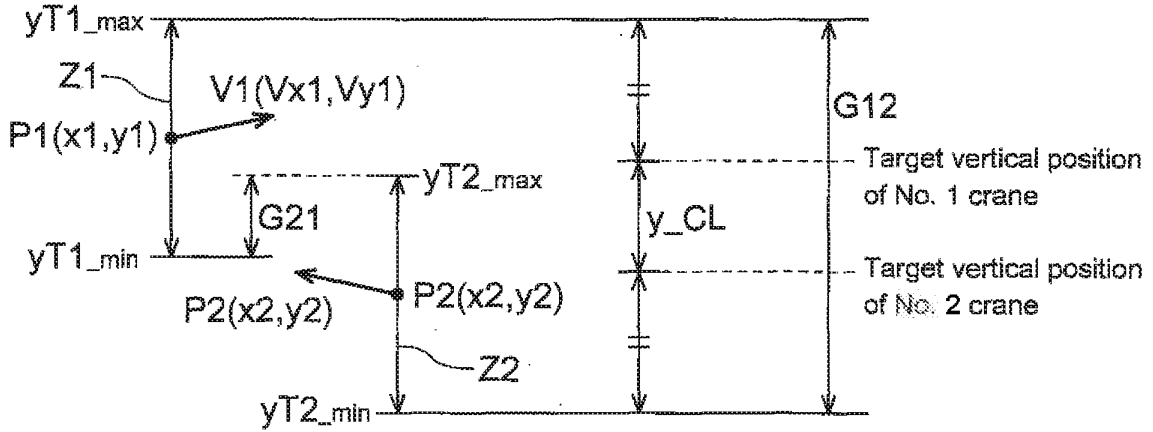 yT1_max
Z1
V1(Vx1,Vy1)
P1(x1,y1)
G12
Target vertical position
of No. 1 crane
yT2_max
G21
y_CL
yT1_min
Target vertical position
of No. 2 crane
P2(x2,y2)
P2(x2,y2)
Z2
yT2_min